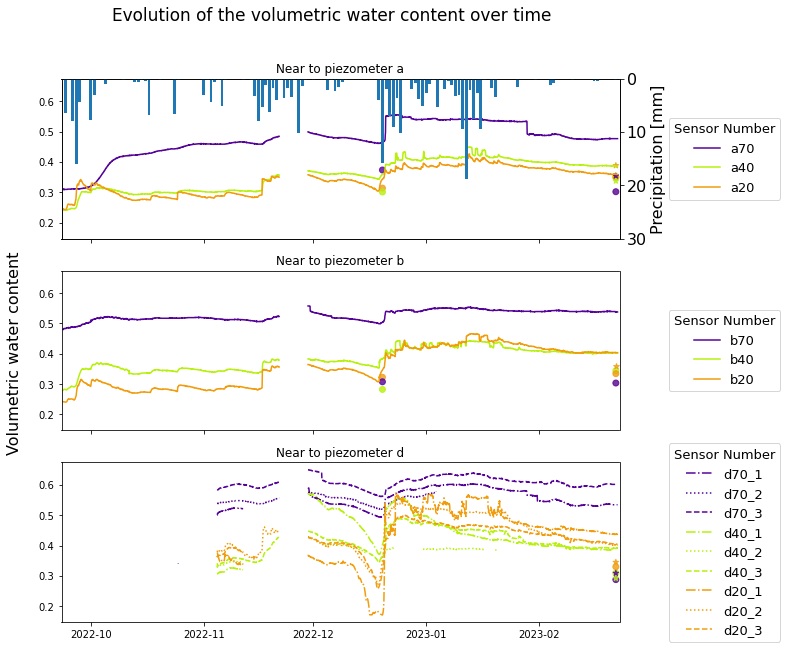 Evolution of the volumetric water content over time
Near to piezometer a
0.6
0.5
0.4
0.3
0.2
0
10
20
30
Precipitation [mm]
Sensor Number
a70
a40
a20
Volumetric water content
Near to piezometer b
0.6
0.5
0.4
0.3
0.2
Sensor Number
b70
b40
b20
Near to piezometer d
0.6
0.5
0.4
0.3
0.2
2022-10
2022-11
2022-12
2023-01
2023-02
Sensor Number
d70_1
d70_2
d70_3
d40_1
d40_2
d40_3
d20_1
d20_2
d20_3